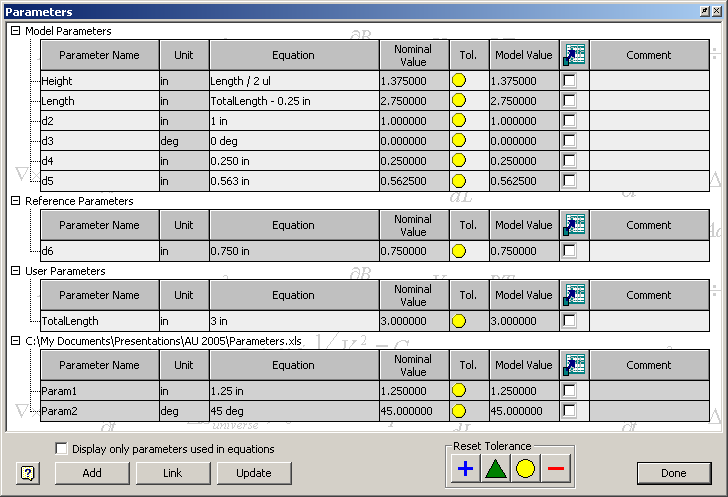 Parameters
Model Parameters
Parameter Name Unit Equation Nominal Value Tol. Model Value Comment
Height in Length / 2 ul 1.375000 1.375000
Length in TotalLength - 0.25 in 2.750000 2.750000
d2 in 1 in 1.000000 1.000000
d3 deg 0 deg 0.000000 0.000000
d4 in 0.250 in 0.250000 0.250000
d5 in 0.563 in 0.562500 0.562500
Reference Parameters
Parameter Name Unit Equation Nominal Value Tol. Model Value Comment
d6 in 0.750 in 0.750000 0.750000
User Parameters
Parameter Name Unit Equation Nominal Value Tol. Model Value Comment
TotalLength in 3 in 3.000000 3.000000
C:\My Documents\Presentations\AU 2005\Parameters.xls
Parameter Name Unit Equation Nominal Value Tol. Model Value Comment
Param1 in 1.25 in 1.250000 1.250000
Param2 deg 45 deg 45.000000 45.000000
Display only parameters used in equations
Reset Tolerance
Add Link Update
Done